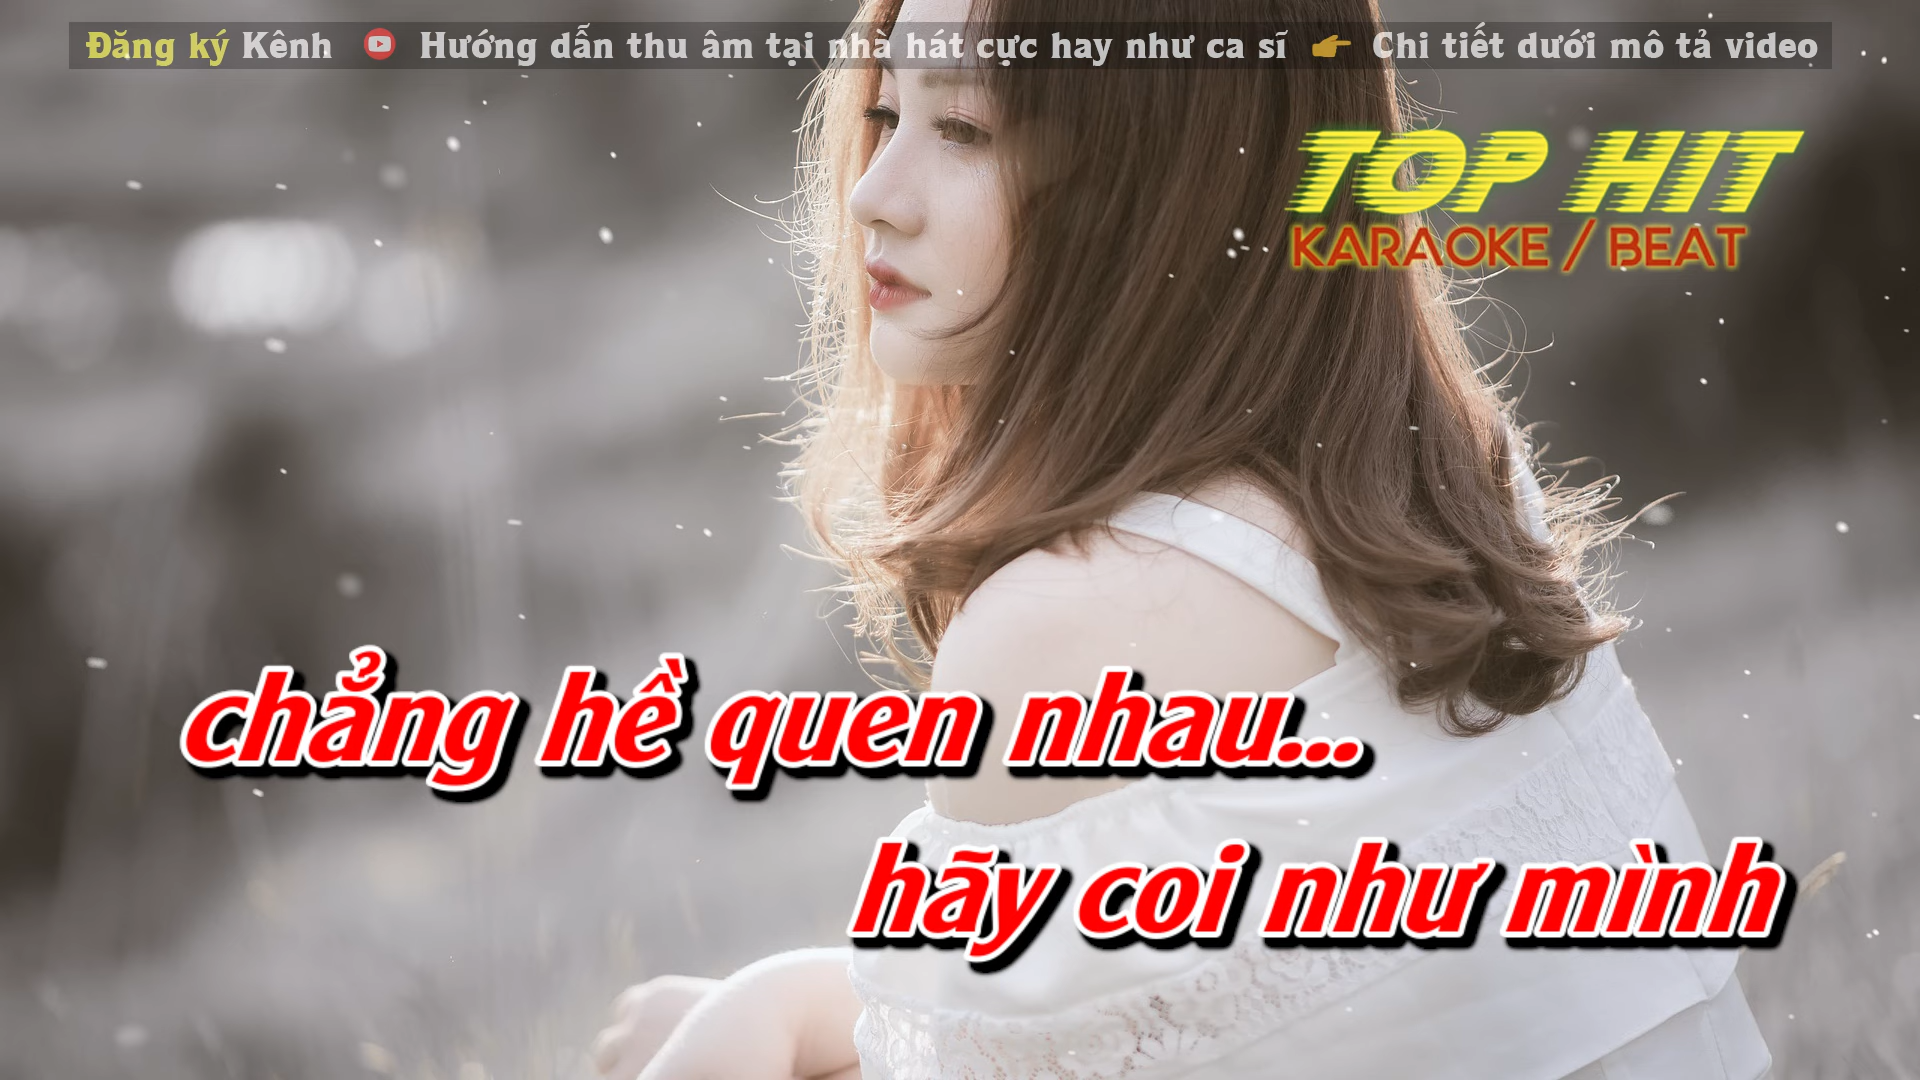 Đăng ký Kênh Hướng dẫn thu âm tại nhà hát cực hay như ca sĩ 👉 Chi tiết dưới mô tả video
TOP HIT
KARAOKE / BEAT
chẳng hề quen nhau...
hãy coi như mình